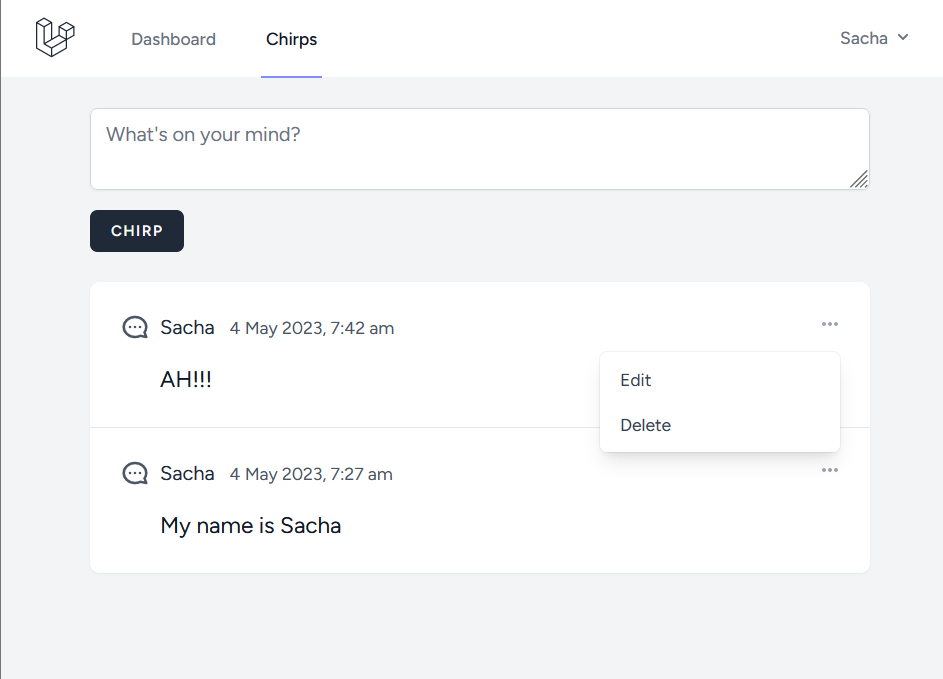 Dashboard Chirps Sacha
What's on your mind?
CHIRP
Sacha 4 May 2023, 7:42 am
AH!!!
Edit
Delete
Sacha 4 May 2023, 7:27 am
My name is Sacha